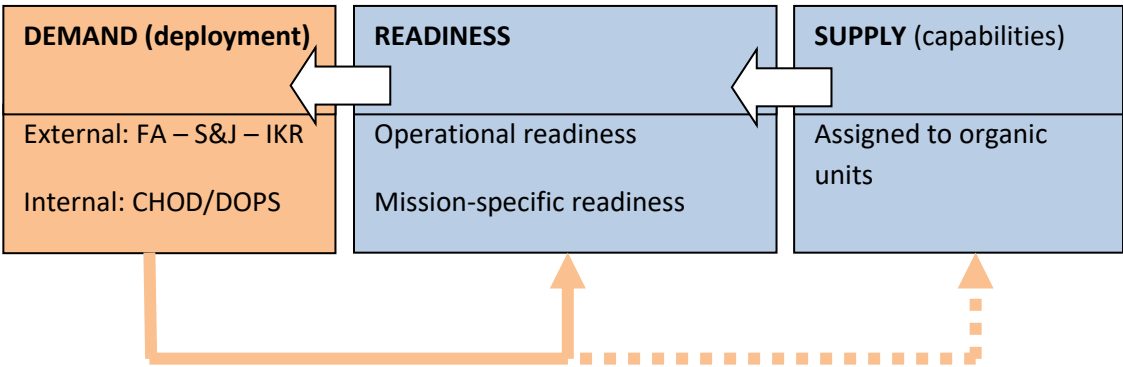 DEMAND (deployment)
External: FA – S&J – IKR
Internal: CHOD/DOPS
READINESS
Operational readiness
Mission-specific readiness
SUPPLY (capabilities)
Assigned to organic
units